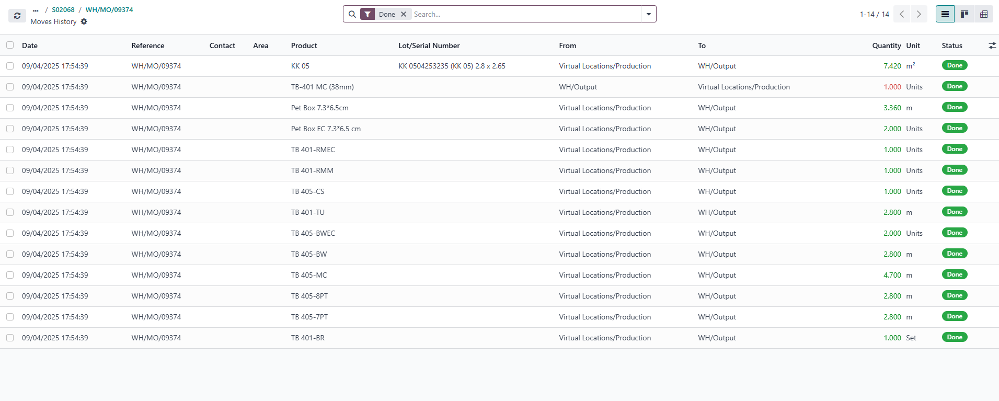 ... / S02068 / WH/MO/09374
Moves History
Done Search...
1-14 / 14
Date Reference Contact Area Product Lot/Serial Number From To Quantity Unit Status
09/04/2025 17:54:39 WH/MO/09374 KK 05 KK 0504253235 (KK 05) 2.8 x 2.65 Virtual Locations/Production WH/Output 7.420 m² Done
09/04/2025 17:54:39 WH/MO/09374 TB-401 MC (38mm) WH/Output Virtual Locations/Production 1.000 Units Done
09/04/2025 17:54:39 WH/MO/09374 Pet Box 7.3*6.5cm Virtual Locations/Production WH/Output 3.360 m Done
09/04/2025 17:54:39 WH/MO/09374 Pet Box EC 7.3*6.5 cm Virtual Locations/Production WH/Output 2.000 Units Done
09/04/2025 17:54:39 WH/MO/09374 TB 401-RMEC Virtual Locations/Production WH/Output 1.000 Units Done
09/04/2025 17:54:39 WH/MO/09374 TB 401-RMM Virtual Locations/Production WH/Output 1.000 Units Done
09/04/2025 17:54:39 WH/MO/09374 TB 405-CS Virtual Locations/Production WH/Output 1.000 Units Done
09/04/2025 17:54:39 WH/MO/09374 TB 401-TU Virtual Locations/Production WH/Output 2.800 m Done
09/04/2025 17:54:39 WH/MO/09374 TB 405-BWEC Virtual Locations/Production WH/Output 2.000 Units Done
09/04/2025 17:54:39 WH/MO/09374 TB 405-BW Virtual Locations/Production WH/Output 2.800 m Done
09/04/2025 17:54:39 WH/MO/09374 TB 405-MC Virtual Locations/Production WH/Output 4.700 m Done
09/04/2025 17:54:39 WH/MO/09374 TB 405-8PT Virtual Locations/Production WH/Output 2.800 m Done
09/04/2025 17:54:39 WH/MO/09374 TB 405-7PT Virtual Locations/Production WH/Output 2.800 m Done
09/04/2025 17:54:39 WH/MO/09374 TB 401-BR Virtual Locations/Production WH/Output 1.000 Set Done